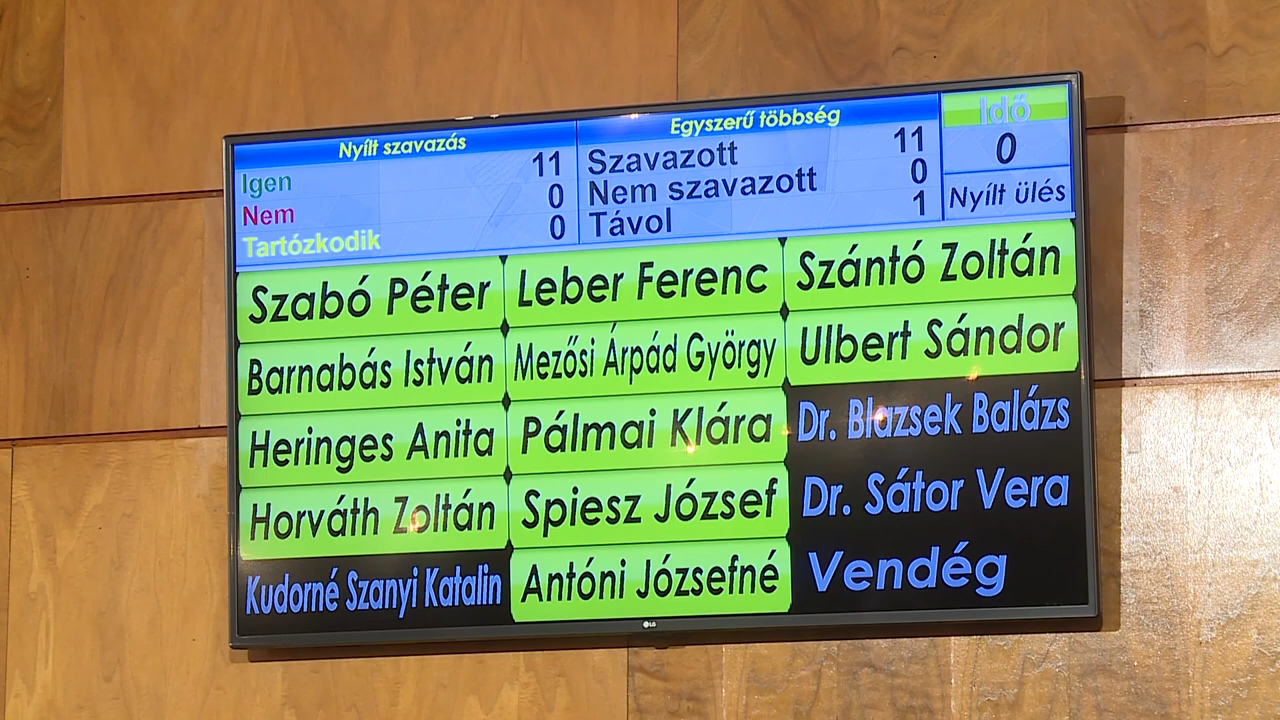 Nyílt szavazás
Igen 11
Nem 0
Tartózkodik 0
Egyszerű többség
Szavazott 11
Nem szavazott 0
Távol 1
Idő
0
Nyílt ülés
Szabó Péter
Leber Ferenc
Szántó Zoltán
Barnabás István
Mezősi Árpád György
Ulbert Sándor
Heringes Anita
Pálmai Klára
Dr. Blazsek Balázs
Horváth Zoltán
Spiesz József
Dr. Sátor Vera
Kudorné Szanyi Katalin
Antóni Józsefné
Vendég
LG